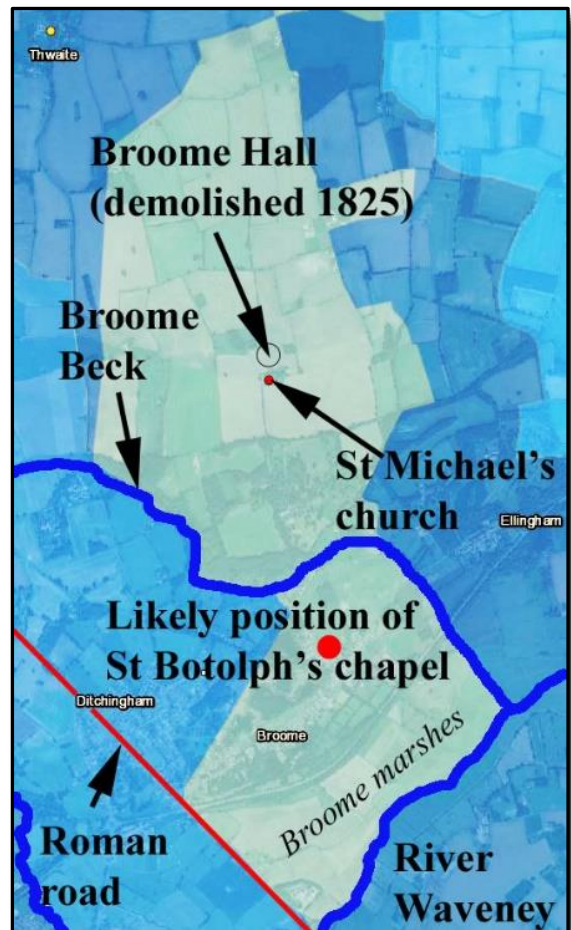 Thwaite
Broome Hall
(demolished 1825)
Broome
Beck
St Michael's
church
Ellingham
Likely position of
St Botolph's chapel
Ditchingham
Broome
Broome marshes
Roman
road
River
Waveney